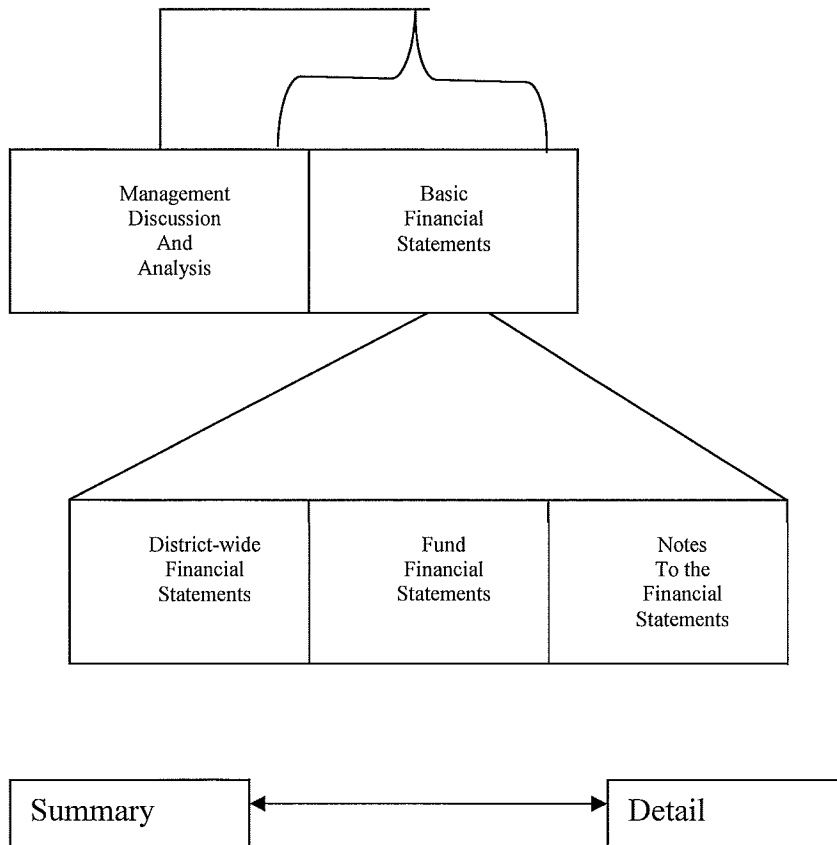 Management
Discussion
And
Analysis
Basic
Financial
Statements
District-wide
Financial
Statements
Fund
Financial
Statements
Notes
To the
Financial
Statements
Summary
Detail